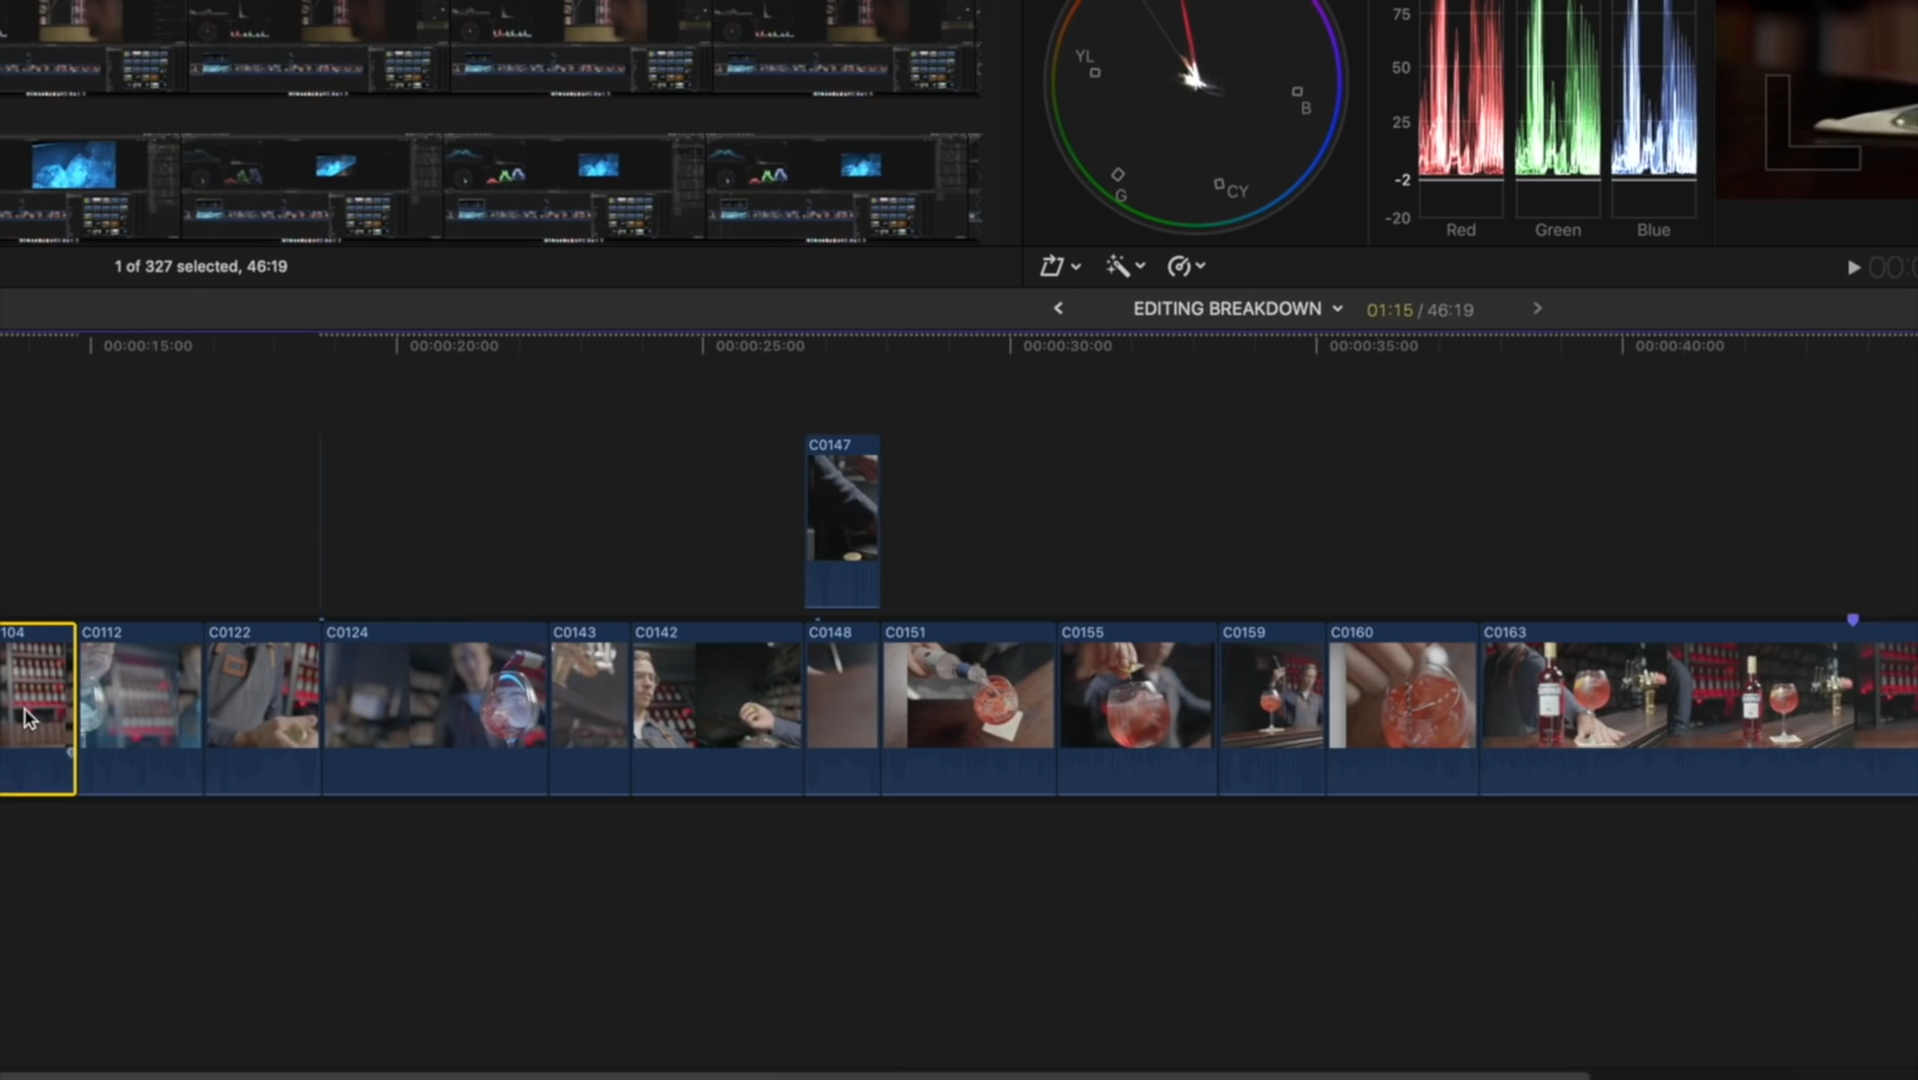 75
YL
50
B
25
-2
G
CY
-20
Red Green Blue
1 of 327 selected, 46:19
EDITING BREAKDOWN 01:15 / 46:19
00:00:15:00 00:00:20:00 00:00:25:00 00:00:30:00 00:00:35:00 00:00:40:00
C0147
104 C0112 C0122 C0124 C0143 C0142 C0148 C0151 C0155 C0159 C0160 C0163